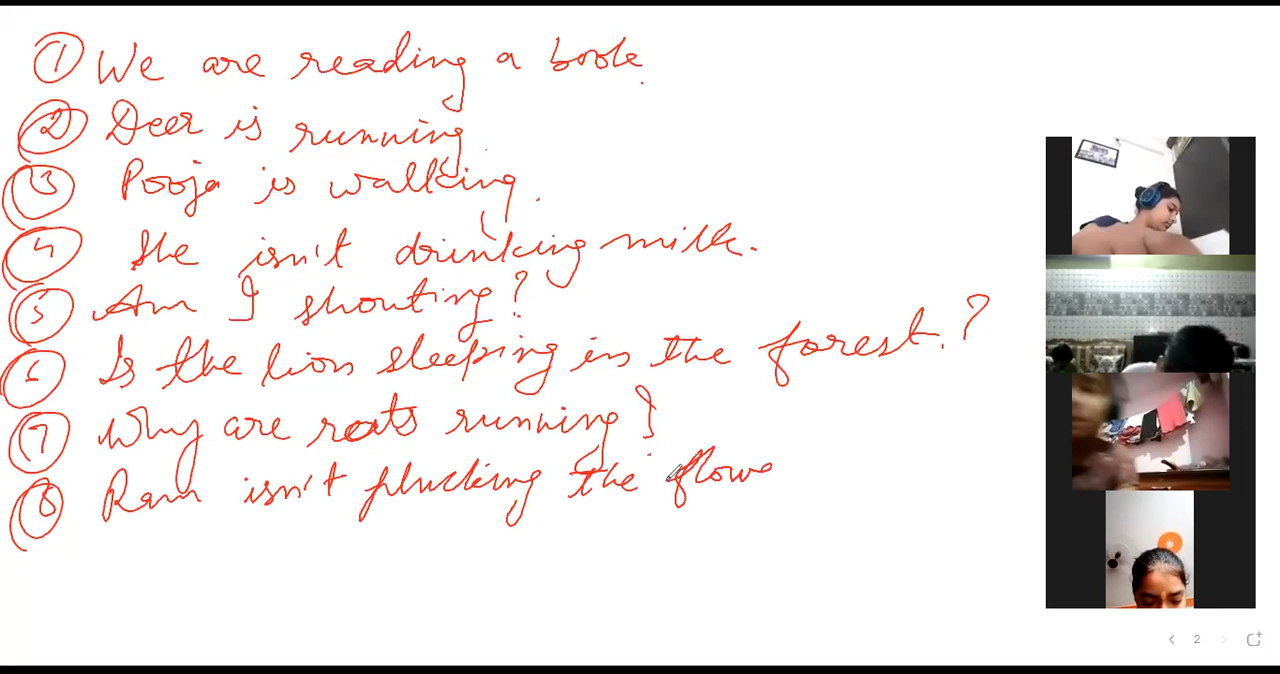 ① We are reading a book.
② Deer is running.
③ Pooja is walking.
④ She isn't drinking milk.
⑤ Am I shouting?
⑥ Is the lion sleeping in the forest.?
⑦ Why are rats running?
⑧ Ram isn't plucking the flowe
2